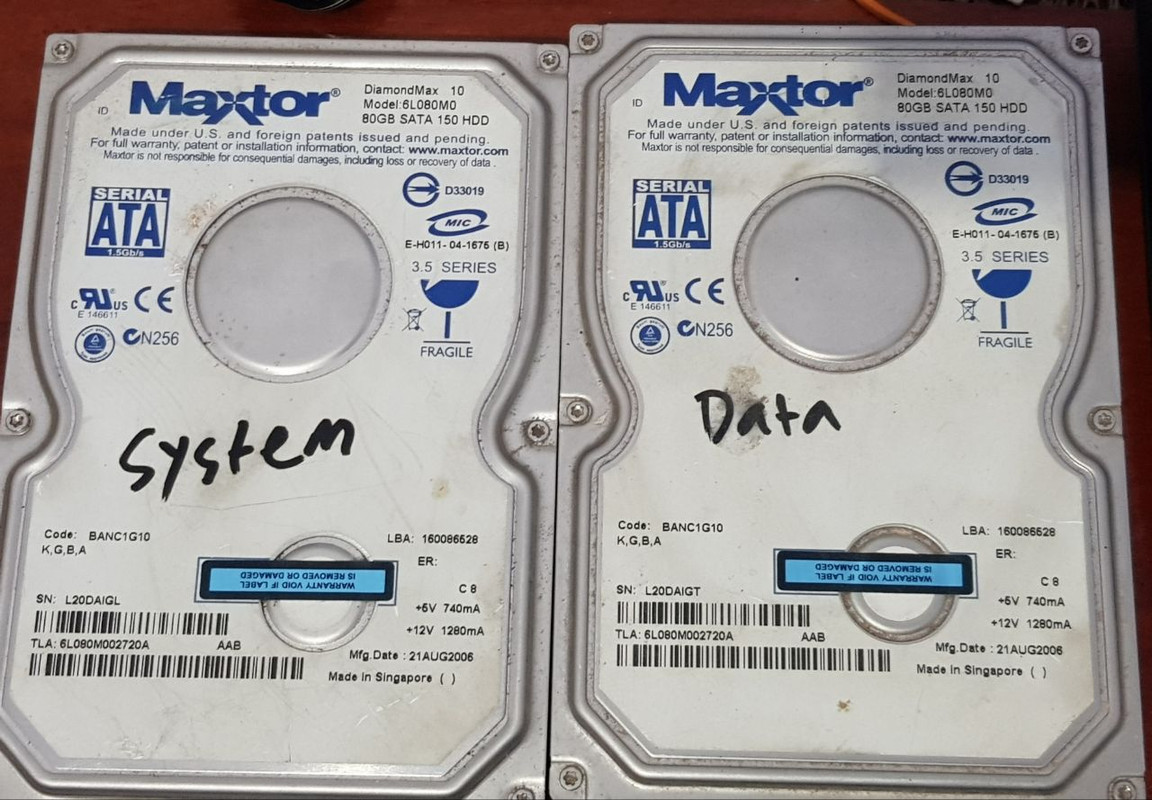 Maxtor®
ID
DiamondMax 10
Model:6L080M0
80GB SATA 150 HDD
Made under U.S. and foreign patents issued and pending.
For full warranty, patent or installation information, contact: www.maxtor.com
Maxtor is not responsible for consequential damages, including loss or recovery of data .
SERIAL
ATA
1.5Gb/s
D33019
MIC
E-H011-04-1675 (B)
3.5 SERIES
C RU US CE
E 146611
N256
FRAGILE
System
Code: BANC1G10
K,G,B,A
LBA: 160086528
ER:
WARRANTY VOID IF LABEL
IS REMOVED OR DAMAGED
C 8
SN: L20DAIGL
+5V 740mA
+12V 1280mA
TLA: 6L080M002720A AAB
Mfg.Date : 21AUG2006
Made in Singapore ( )
Maxtor®
ID
DiamondMax 10
Model:6L080M0
80GB SATA 150 HDD
Made under U.S. and foreign patents issued and pending.
For full warranty, patent or installation information, contact: www.maxtor.com
Maxtor is not responsible for consequential damages, including loss or recovery of data .
SERIAL
ATA
1.5Gb/s
D33019
MIC
E-H011-04-1675 (B)
3.5 SERIES
C RU US CE
E 146611
N256
FRAGILE
Data
Code: BANC1G10
K,G,B,A
LBA: 160086528
ER:
WARRANTY VOID IF LABEL
IS REMOVED OR DAMAGED
C 8
SN: L20DAIGT
+5V 740mA
+12V 1280mA
TLA: 6L080M002720A AAB
Mfg.Date : 21AUG2006
Made in Singapore ( )